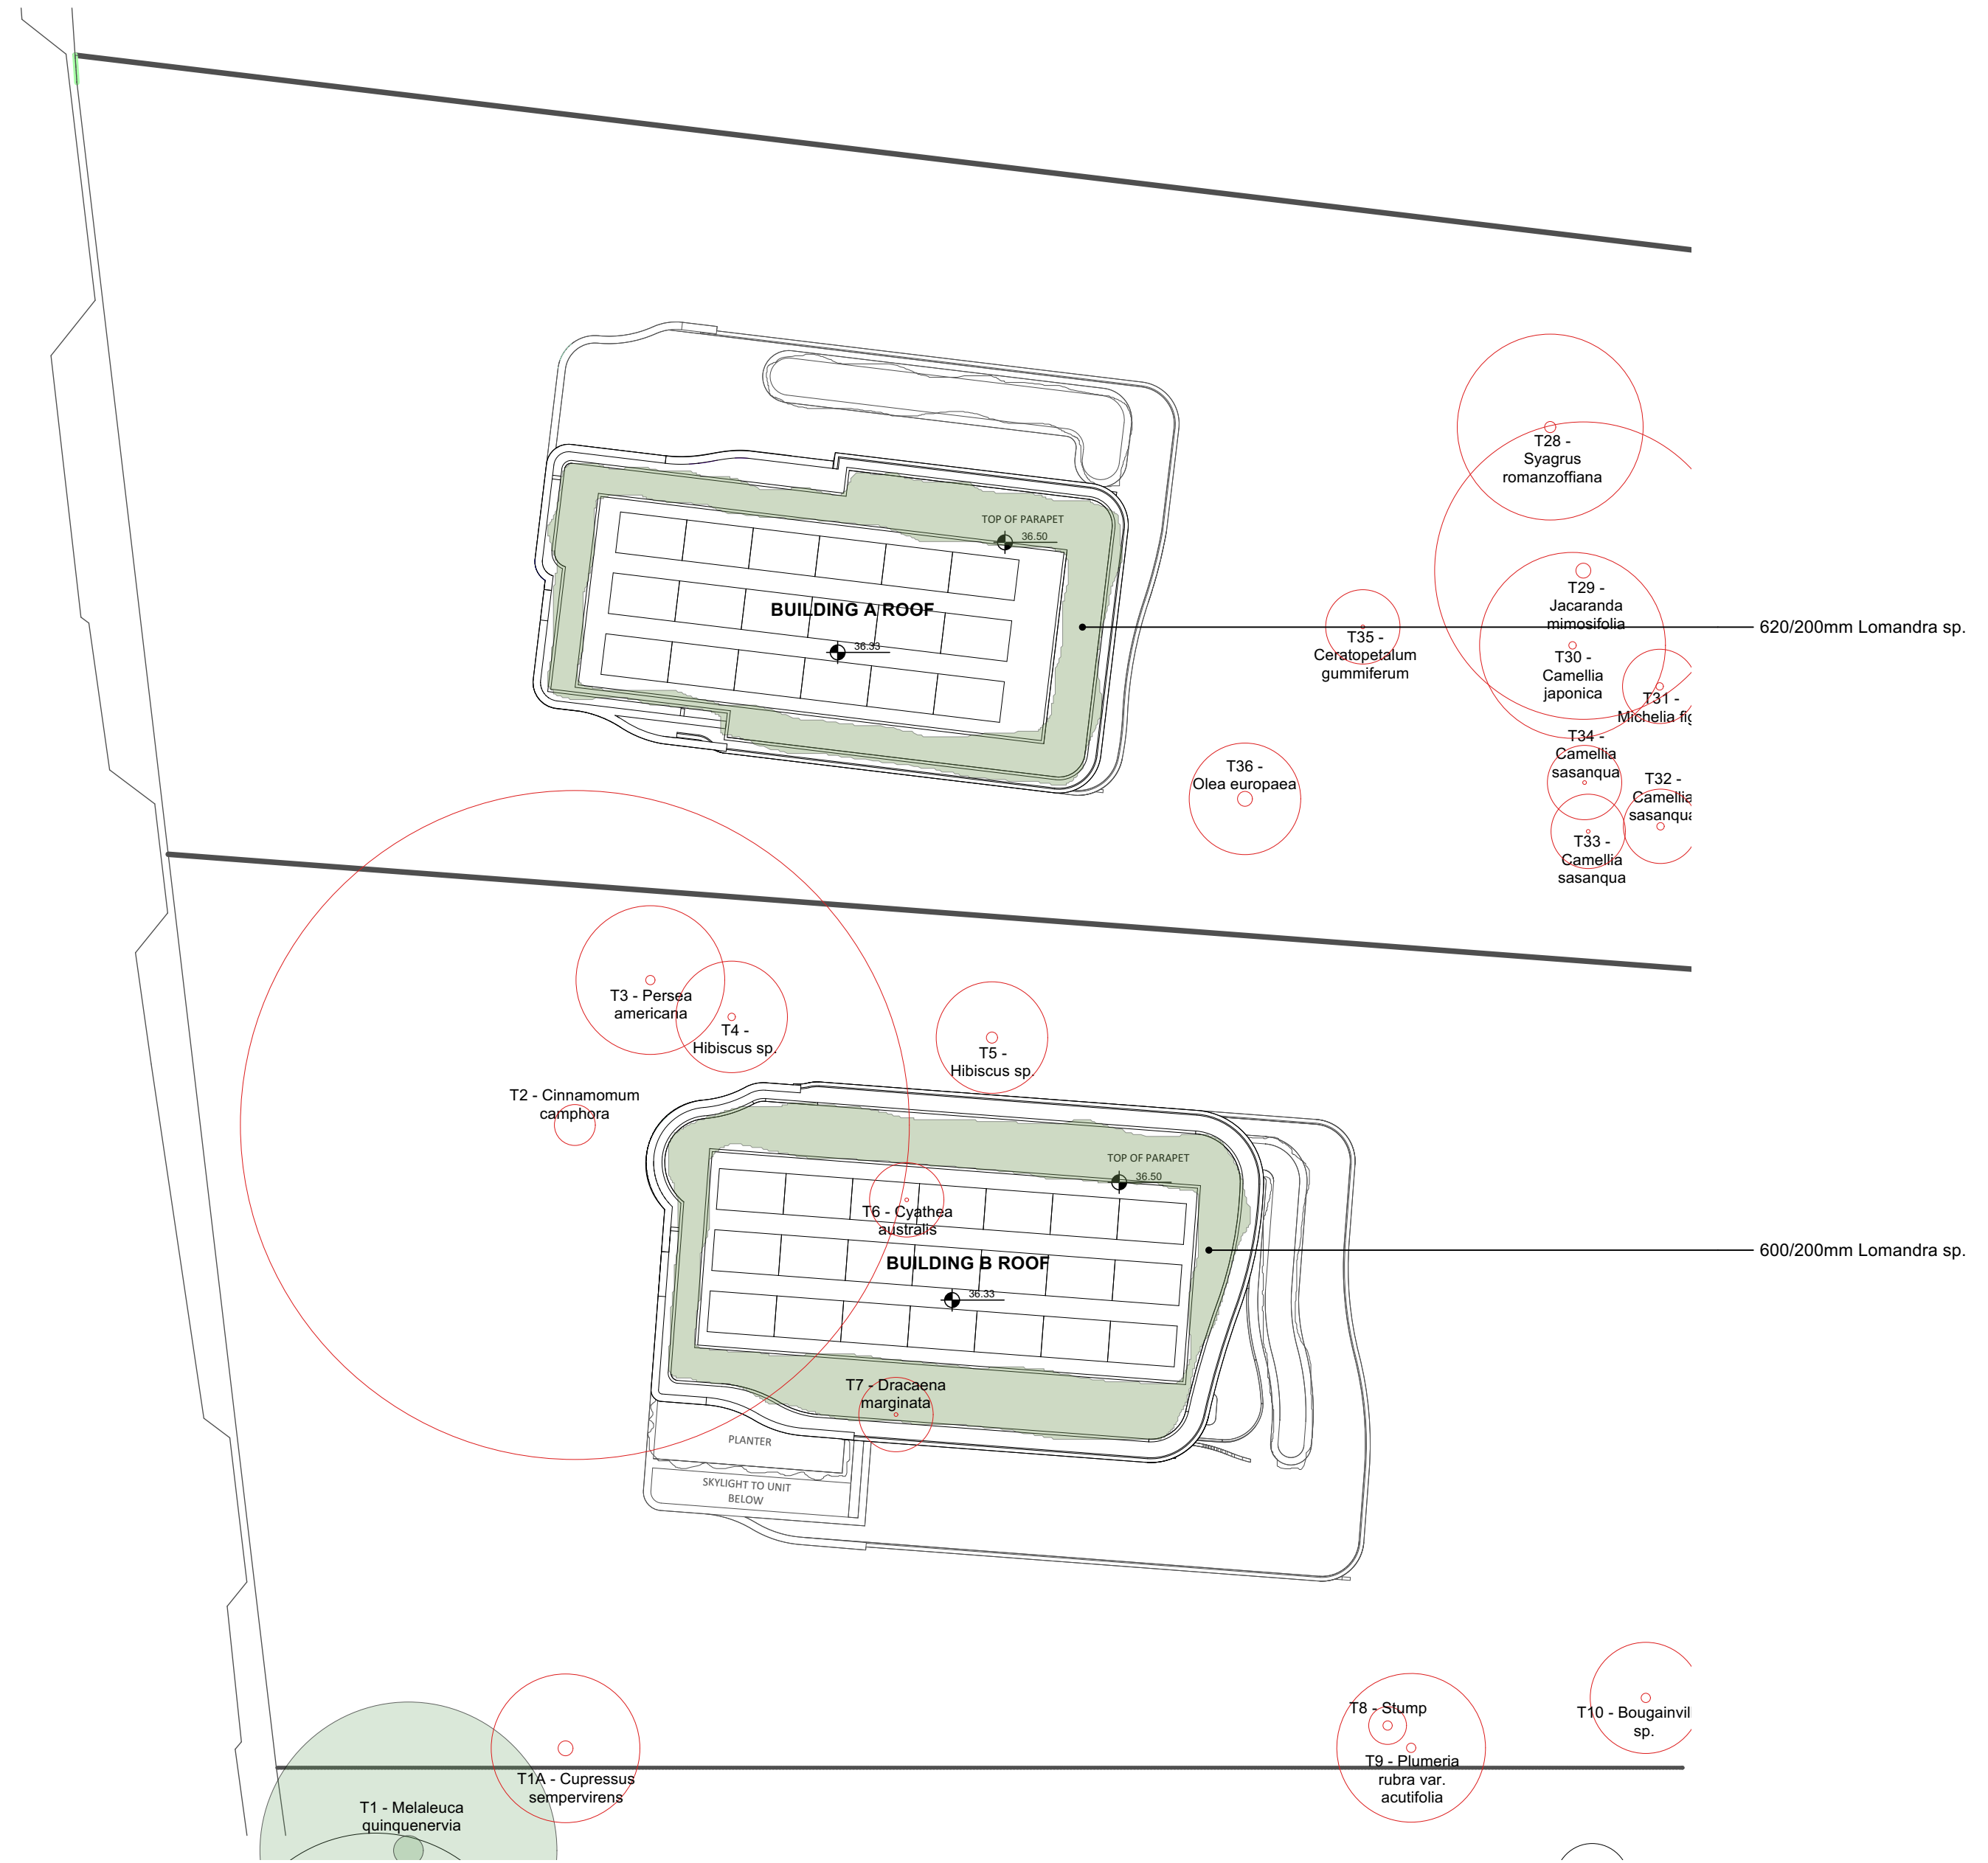 T28 -
Syagrus
romanzoffiana
TOP OF PARAPET
36.50
T29 -
Jacaranda
mimosifolia
BUILDING A ROOF
620/200mm Lomandra sp.
T35 -
Ceratopetalum
gummiferum
36.33
T30 -
Camellia
japonica
T31 -
Michelia fig
T34 -
Camellia
sasanqua
T36 -
Olea europaea
T32 -
Camellia
sasanqua
T33 -
Camellia
sasanqua
T3 - Persea
americana
T4 -
Hibiscus sp.
T5 -
Hibiscus sp.
T2 - Cinnamomum
camphora
TOP OF PARAPET
36.50
T6 - Cyathea
australis
BUILDING B ROOF
600/200mm Lomandra sp.
36.33
T7 - Dracaena
marginata
PLANTER
SKYLIGHT TO UNIT
BELOW
T8 - Stump
T10 - Bougainvil
sp.
T9 - Plumeria
rubra var.
acutifolia
T1A - Cupressus
sempervirens
T1 - Melaleuca
quinquenervia